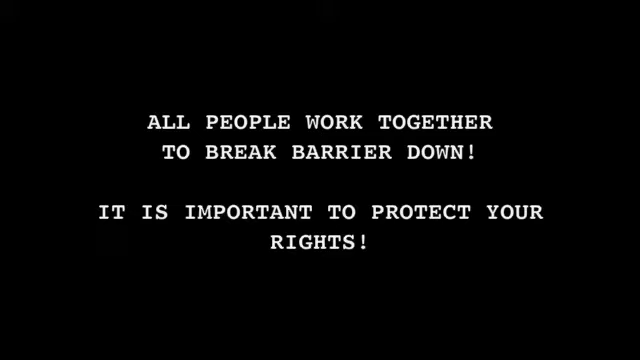 ALL PEOPLE WORK TOGETHER
TO BREAK BARRIER DOWN!
IT IS IMPORTANT TO PROTECT YOUR
RIGHTS!